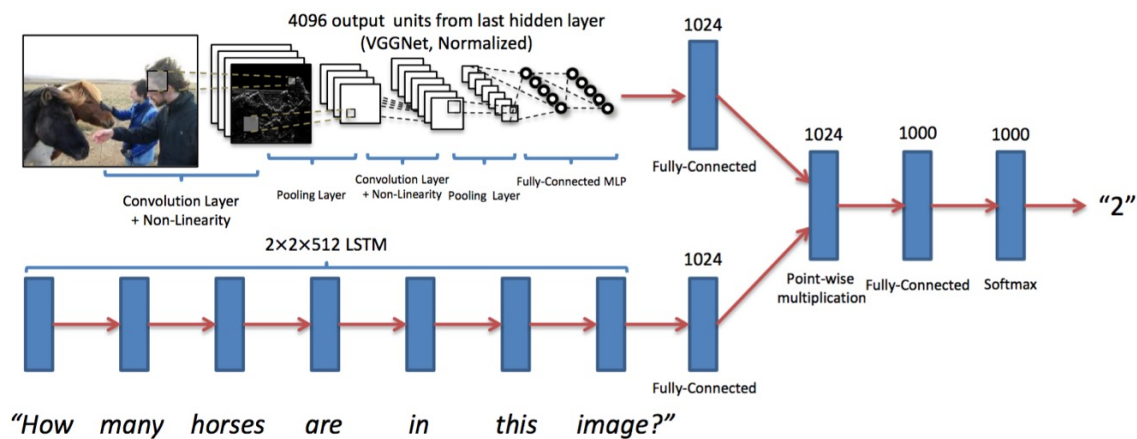 4096 output units from last hidden layer
(VGGNet, Normalized)
1024
Convolution Layer
+ Non-Linearity
Pooling Layer
Convolution Layer
+ Non-Linearity
Pooling Layer
Fully-Connected MLP
Fully-Connected
1024
1000
1000
"2"
2×2×512 LSTM
1024
Point-wise
multiplication
Fully-Connected
Softmax
Fully-Connected
"How many horses are in this image?"